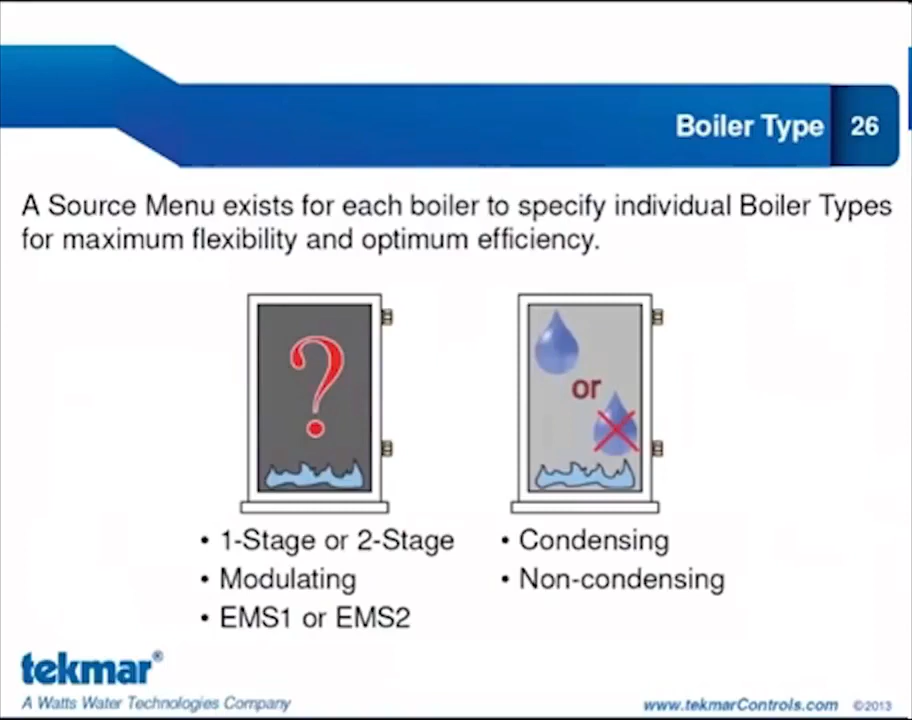 Boiler Type 26
A Source Menu exists for each boiler to specify individual Boiler Types
for maximum flexibility and optimum efficiency.
?
or
• 1-Stage or 2-Stage
• Modulating
• EMS1 or EMS2
• Condensing
• Non-condensing
tekmar®
A Watts Water Technologies Company
www.tekmarControls.com ©2013